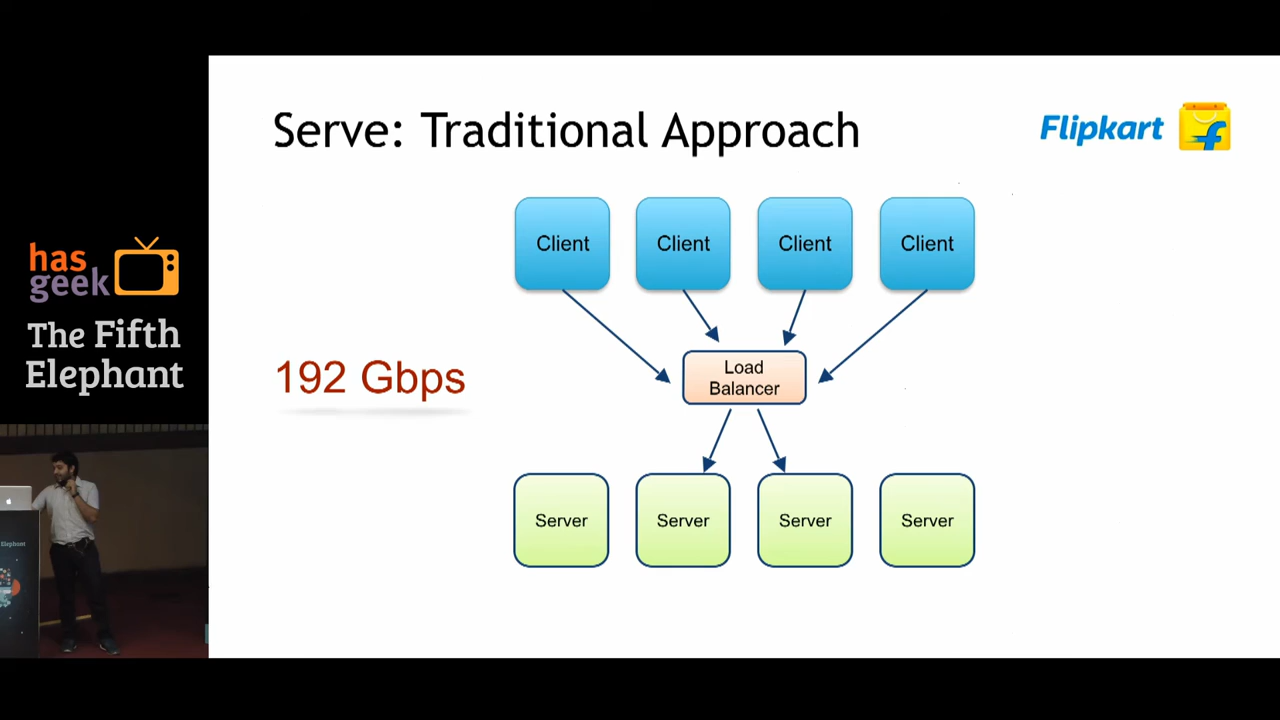 Serve: Traditional Approach
Flipkart
Client
Client
Client
Client
has
geek
The Fifth
Elephant
192 Gbps
Load
Balancer
Server
Server
Server
Server
Elephant